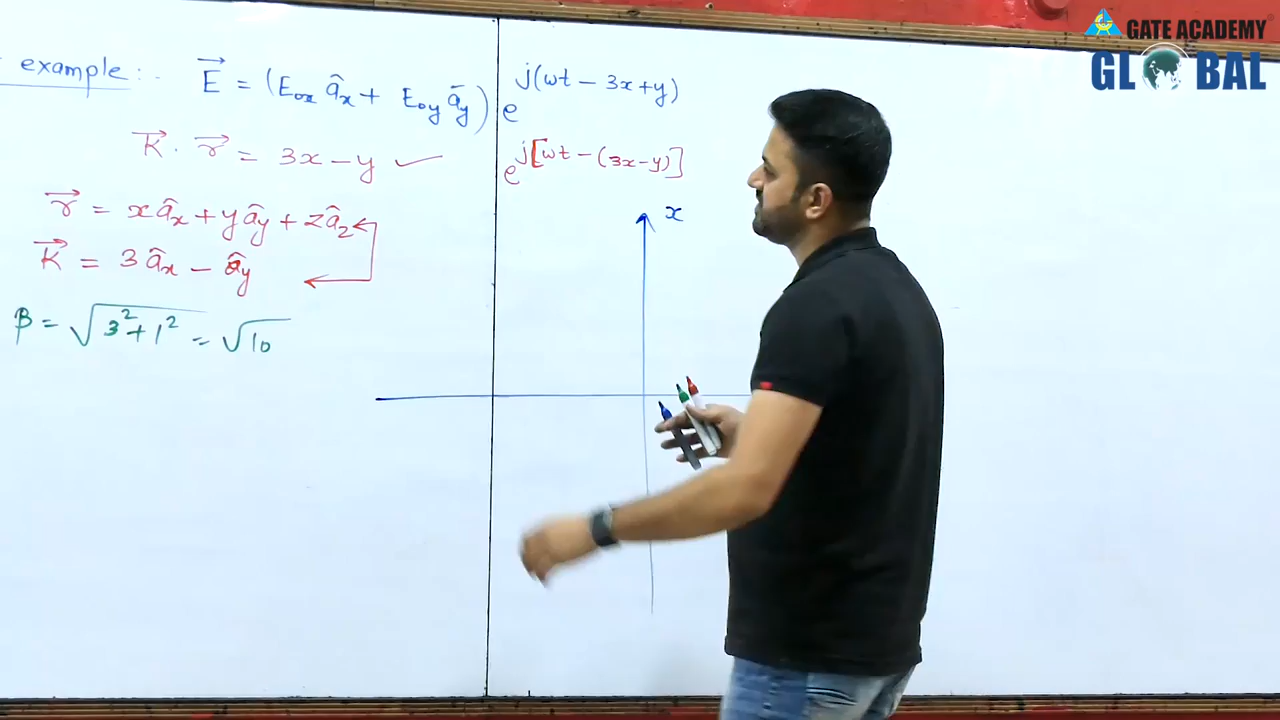 GATE ACADEMY
GLOBAL
example:- E⃗ = (E₀ₓ âₓ + E₀y āy) e^j(ωt - 3x + y)
K⃗ . r⃗ = 3x - y ✓ e^j[ωt - (3x - y)]
r⃗ = x âₓ + y ây + z âz
K⃗ = 3 âₓ - ây
β = √3² + 1² = √10
x